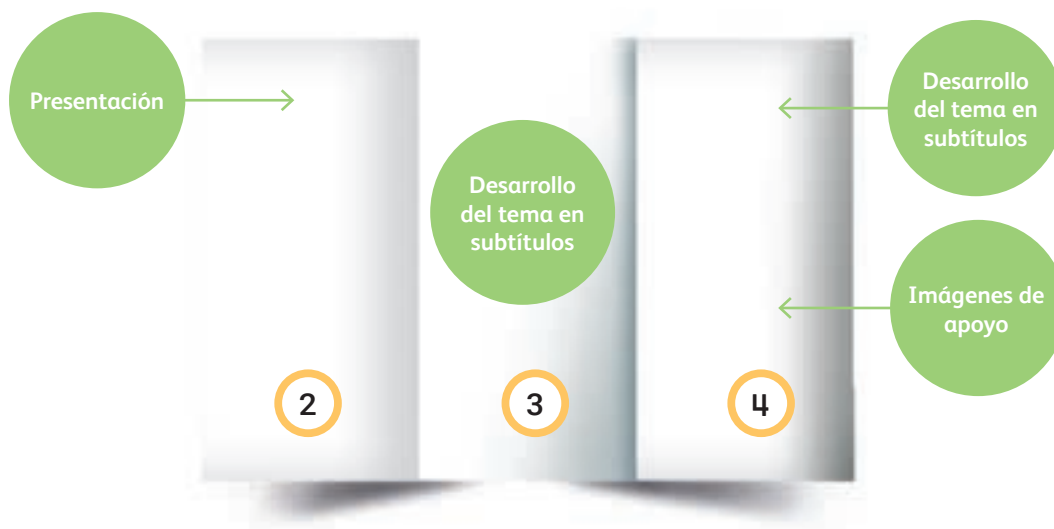 Presentación
Desarrollo
del tema en
subtítulos
Desarrollo
del tema en
subtítulos
Imágenes de
apoyo
2
3
4